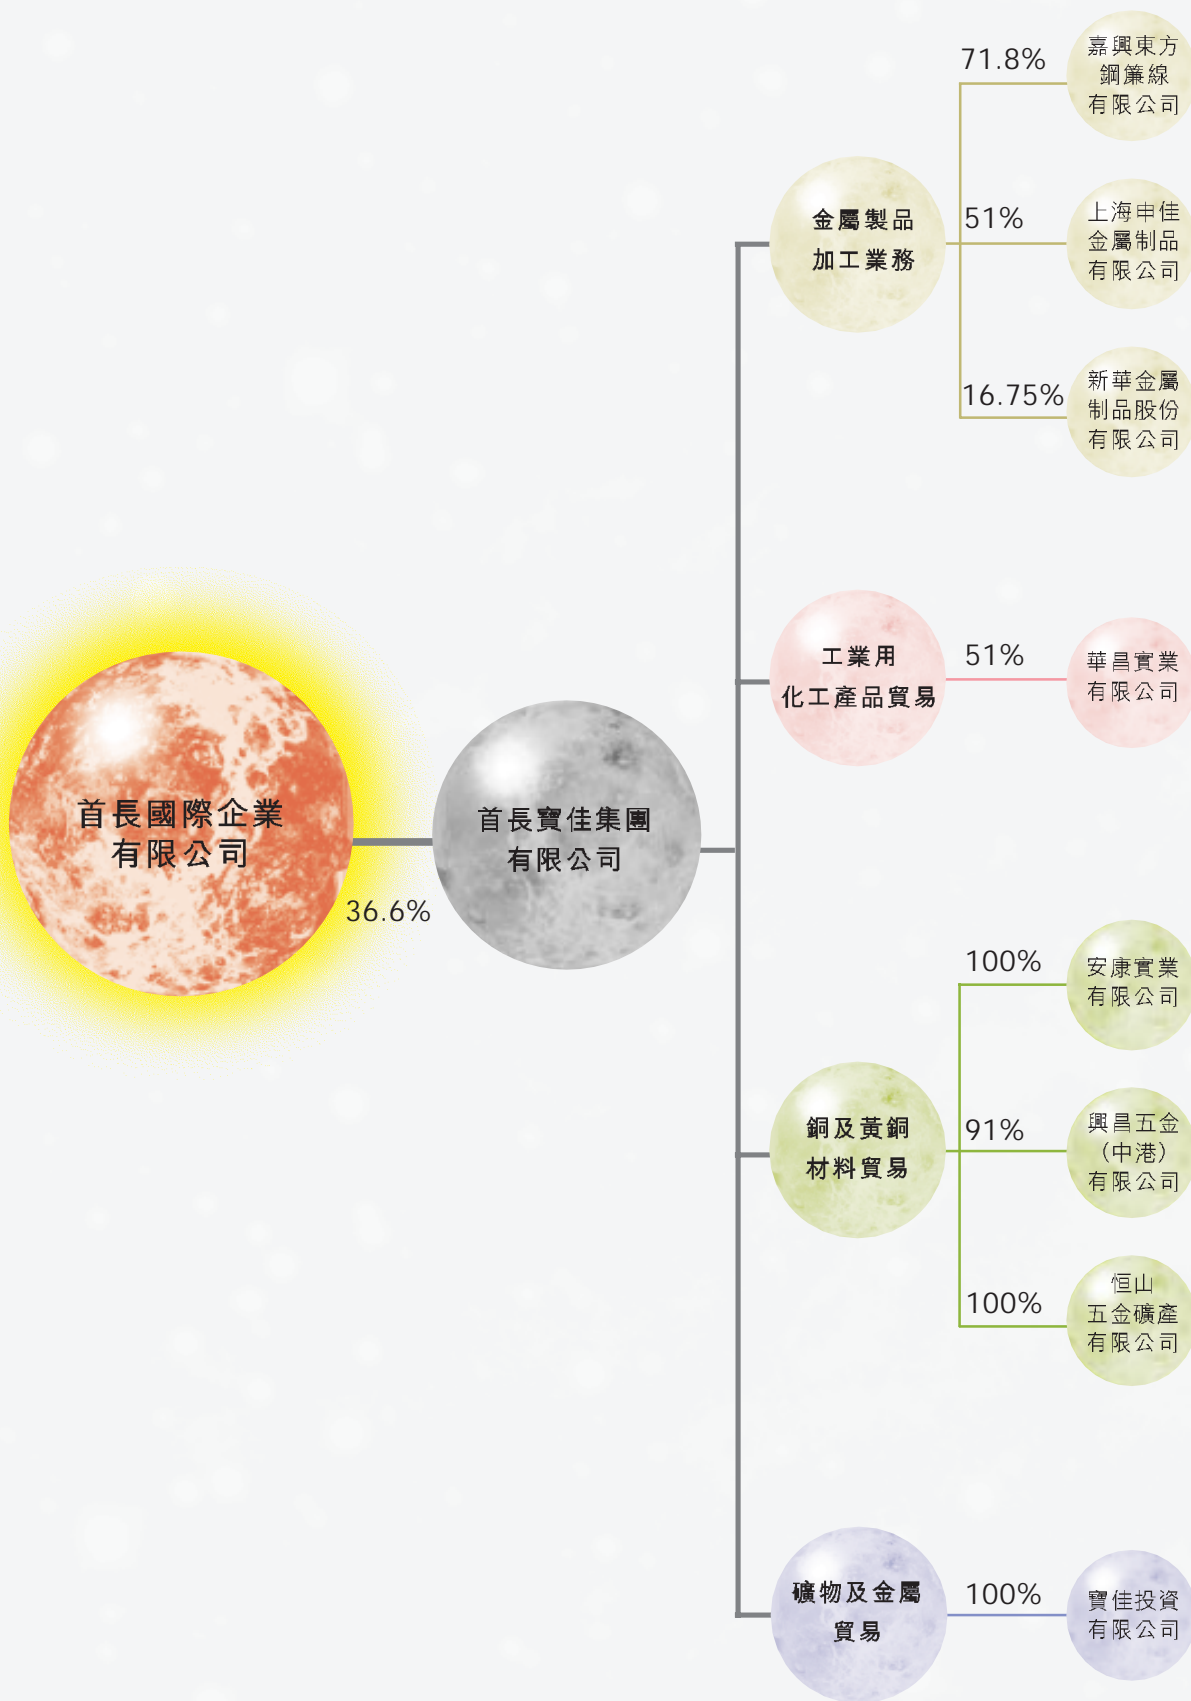 首長國際企業
有限公司
36.6%
首長寶佳集團
有限公司
金屬製品
加工業務
71.8%
嘉興東方
鋼簾線
有限公司
51%
上海申佳
金屬制品
有限公司
16.75%
新華金屬
制品股份
有限公司
工業用
化工產品貿易
51%
華昌實業
有限公司
銅及黃銅
材料貿易
100%
安康實業
有限公司
91%
興昌五金
（中港）
有限公司
100%
恒山
五金礦產
有限公司
礦物及金屬
貿易
100%
寶佳投資
有限公司